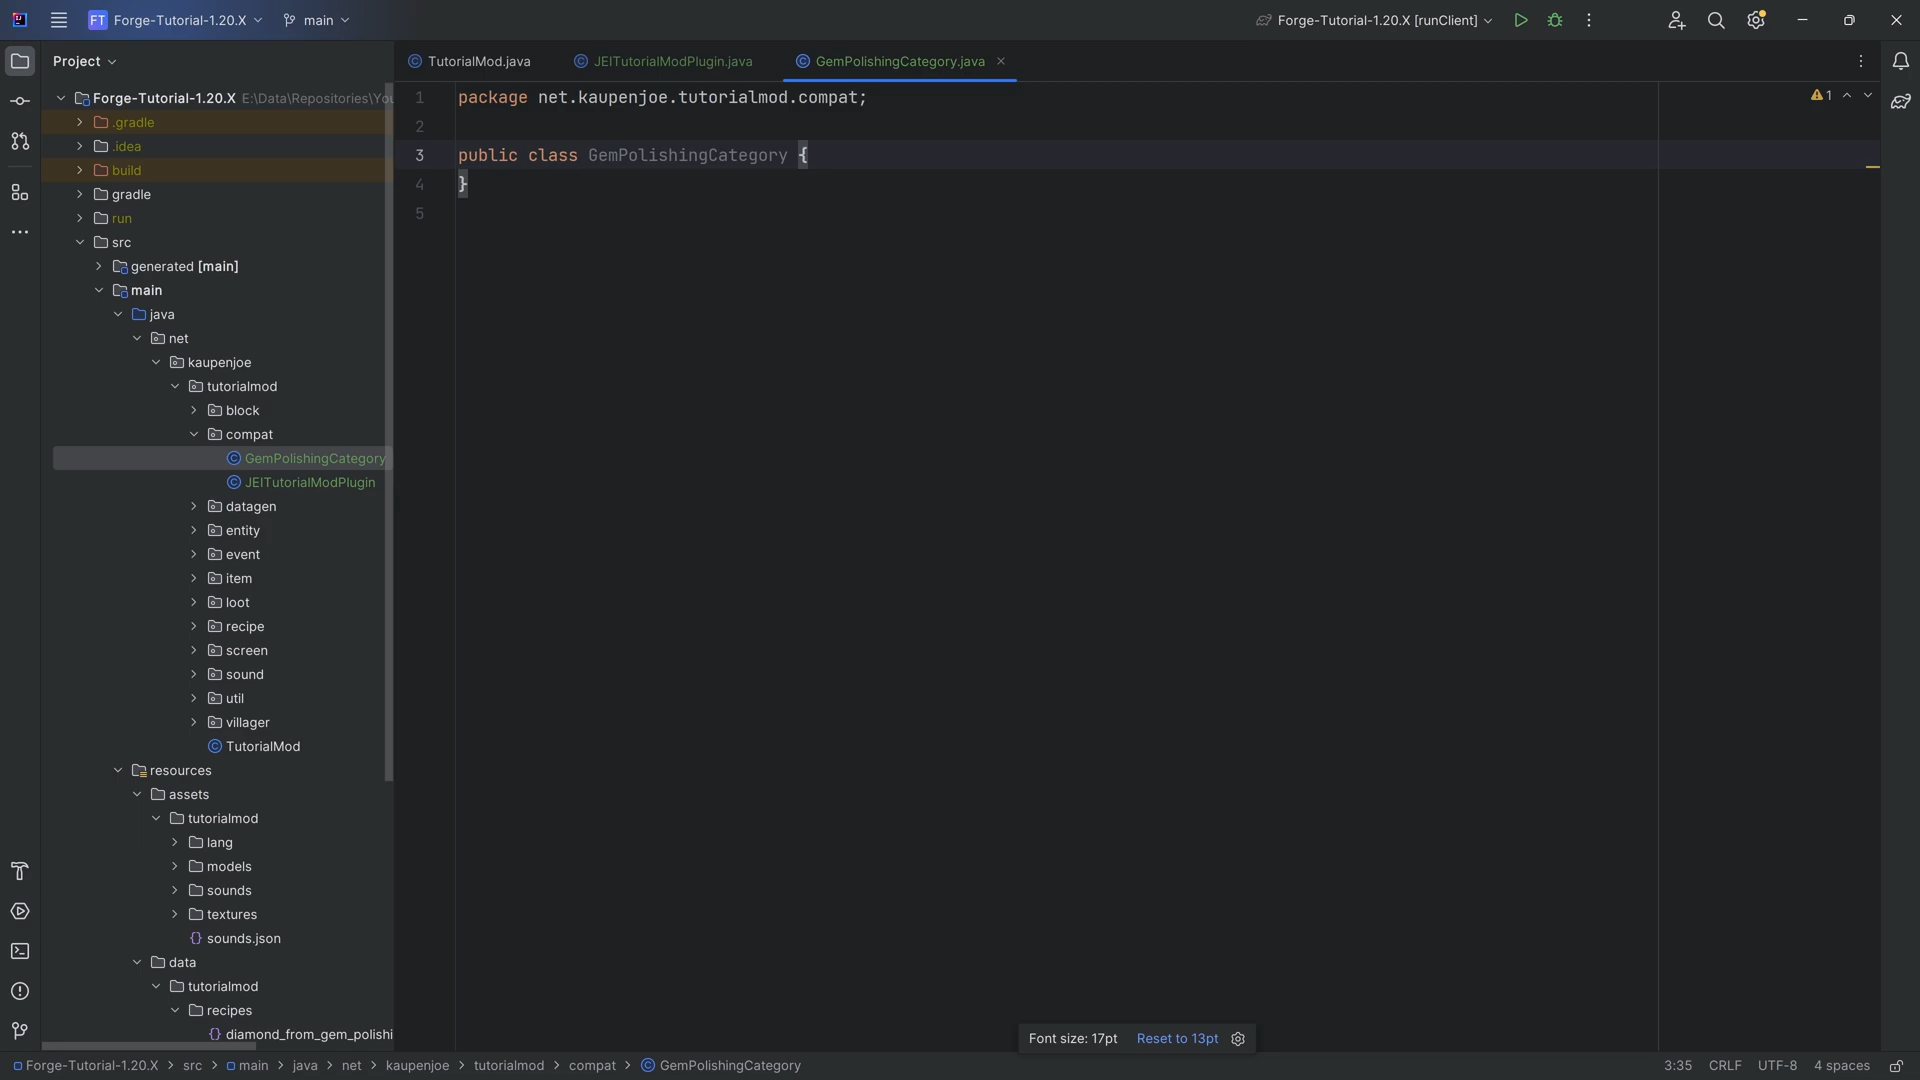 FT Forge-Tutorial-1.20.X main Forge-Tutorial-1.20.X [runClient]
Project
TutorialMod.java JEITutorialModPlugin.java GemPolishingCategory.java
Forge-Tutorial-1.20.X E:\Data\Repositories\You
.gradle
.idea
build
gradle
run
src
generated [main]
main
java
net
kaupenjoe
tutorialmod
block
compat
GemPolishingCategory
JEITutorialModPlugin
datagen
entity
event
item
loot
recipe
screen
sound
util
villager
TutorialMod
resources
assets
tutorialmod
lang
models
sounds
textures
{} sounds.json
data
tutorialmod
recipes
{} diamond_from_gem_polishi
1 package net.kaupenjoe.tutorialmod.compat;
2
3 public class GemPolishingCategory {
4 }
5
1
Font size: 17pt Reset to 13pt
Forge-Tutorial-1.20.X > src > main > java > net > kaupenjoe > tutorialmod > compat > GemPolishingCategory
3:35 CRLF UTF-8 4 spaces